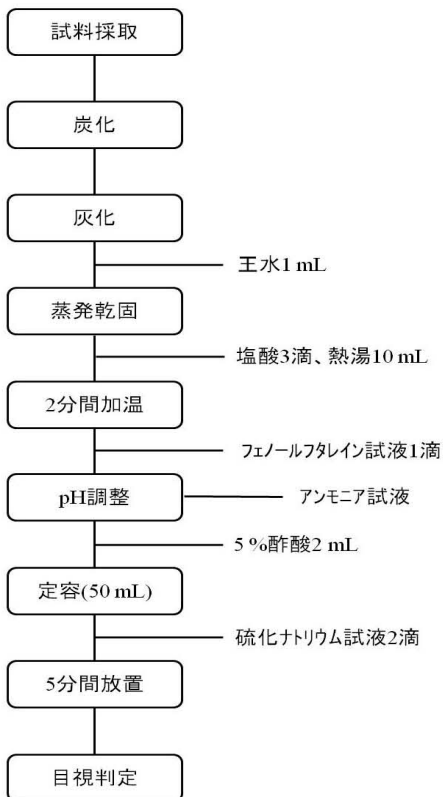 試料採取
炭化
灰化
王水1 mL
蒸発乾固
塩酸3滴、熱湯10 mL
2分間加温
フェノールフタレイン試液1滴
pH調整
アンモニア試液
5 %酢酸2 mL
定容(50 mL)
硫化ナトリウム試液2滴
5分間放置
目視判定